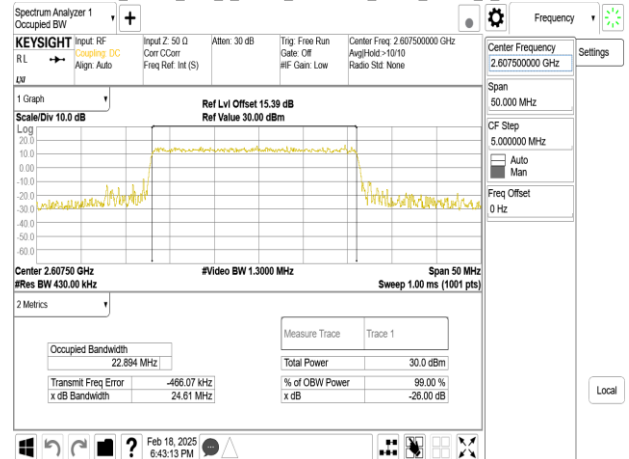 Spectrum Analyzer 1
Occupied BW
Frequency
KEYSIGHT
RL
Input: RF
Coupling: DC
Align: Auto
Input Z: 50 Ω
Corr CCorr
Freq Ref: Int (S)
Atten: 30 dB
Trig: Free Run
Gate: Off
#IF Gain: Low
Center Freq: 2.607500000 GHz
Avg|Hold:>10/10
Radio Std: None
Center Frequency
2.607500000 GHz
Settings
Span
50.000 MHz
CF Step
5.000000 MHz
Auto
Man
Freq Offset
0 Hz
Local
1 Graph
Scale/Div 10.0 dB
Ref Lvl Offset 15.39 dB
Ref Value 30.00 dBm
Log
20.0
10.0
0.00
-10.0
-20.0
-30.0
-40.0
-50.0
-60.0
Center 2.60750 GHz
#Res BW 430.00 kHz
#Video BW 1.3000 MHz
Span 50 MHz
Sweep 1.00 ms (1001 pts)
2 Metrics
Measure Trace
Trace 1
Occupied Bandwidth
22.894 MHz
Total Power
30.0 dBm
Transmit Freq Error
-466.07 kHz
% of OBW Power
99.00 %
x dB Bandwidth
24.61 MHz
x dB
-26.00 dB
?
Feb 18, 2025
6:43:13 PM